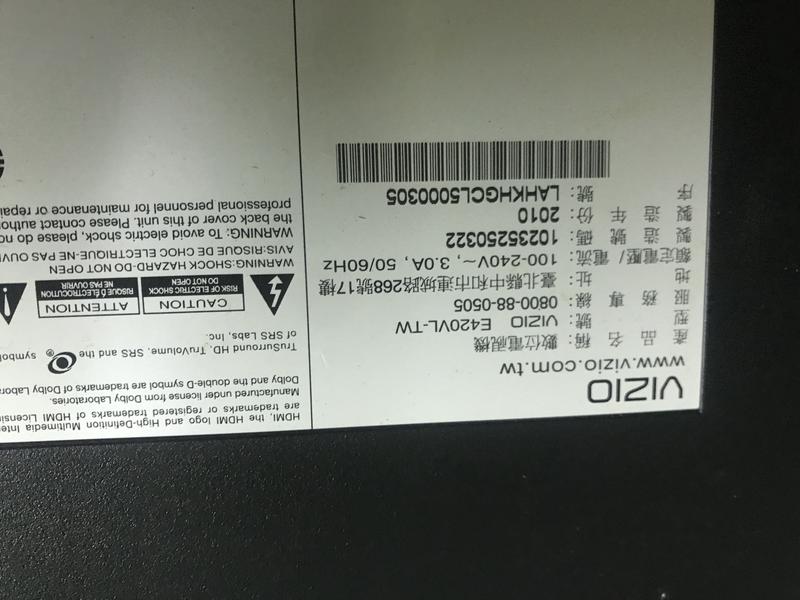 VIZIO
www.vizio.com.tw
產品名稱：數位電視機
型號：VIZIO E420VL-TW
服務專線：0800-88-0505
地址：臺北縣中和市連城路268號17樓
額定電壓/電流：100-240V～, 3.0A, 50/60Hz
製造號碼：10235250322
製造年份：2010
序號：LAHKHGCL5000305
HDMI, the HDMI logo and High-Definition Multimedia
are trademarks or registered trademarks of HDMI
Manufactured under license from Dolby Laboratories.
Dolby and the double-D symbol are trademarks of Dolby
TruSurround HD, TruVolume, SRS and the ® symbol
of SRS Labs, Inc.
CAUTION
RISK OF ELECTRIC SHOCK
DO NOT OPEN
ATTENTION
RISQUE D ÉLECTROCUTION
NE PAS OUVRIR
WARNING:SHOCK HAZARD-DO NOT OPEN
AVIS:RISQUE DE CHOC ELECTRIQUE-NE PAS
WARNING: To avoid electric shock, please, do
the back cover of this unit. Please contact
professional personnel for maintenance or